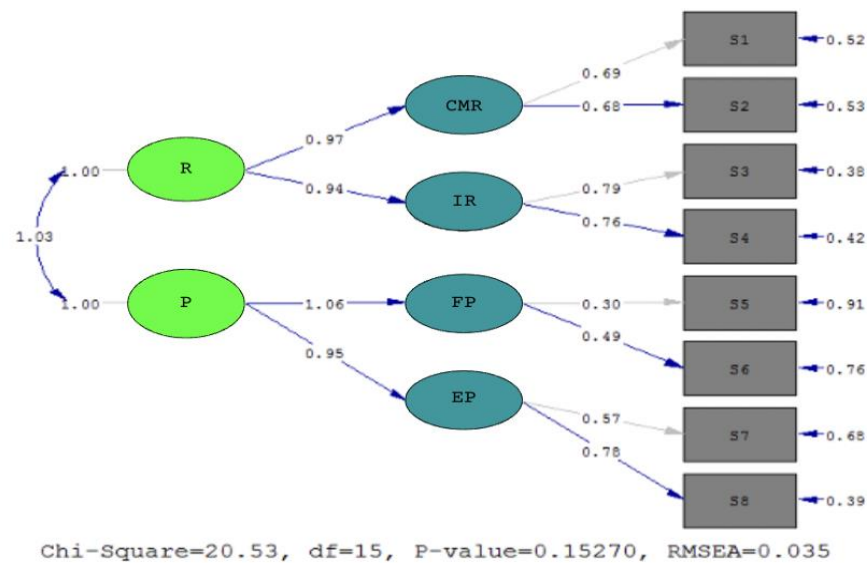 S1
0.52
0.69
CMR
0.68
S2
0.53
0.97
1.00
R
S3
0.38
0.79
0.94
IR
0.76
S4
0.42
1.03
1.00
P
1.06
FP
0.30
S5
0.91
0.95
0.49
S6
0.76
EP
0.57
S7
0.68
0.78
S8
0.39
Chi-Square=20.53, df=15, P-value=0.15270, RMSEA=0.035